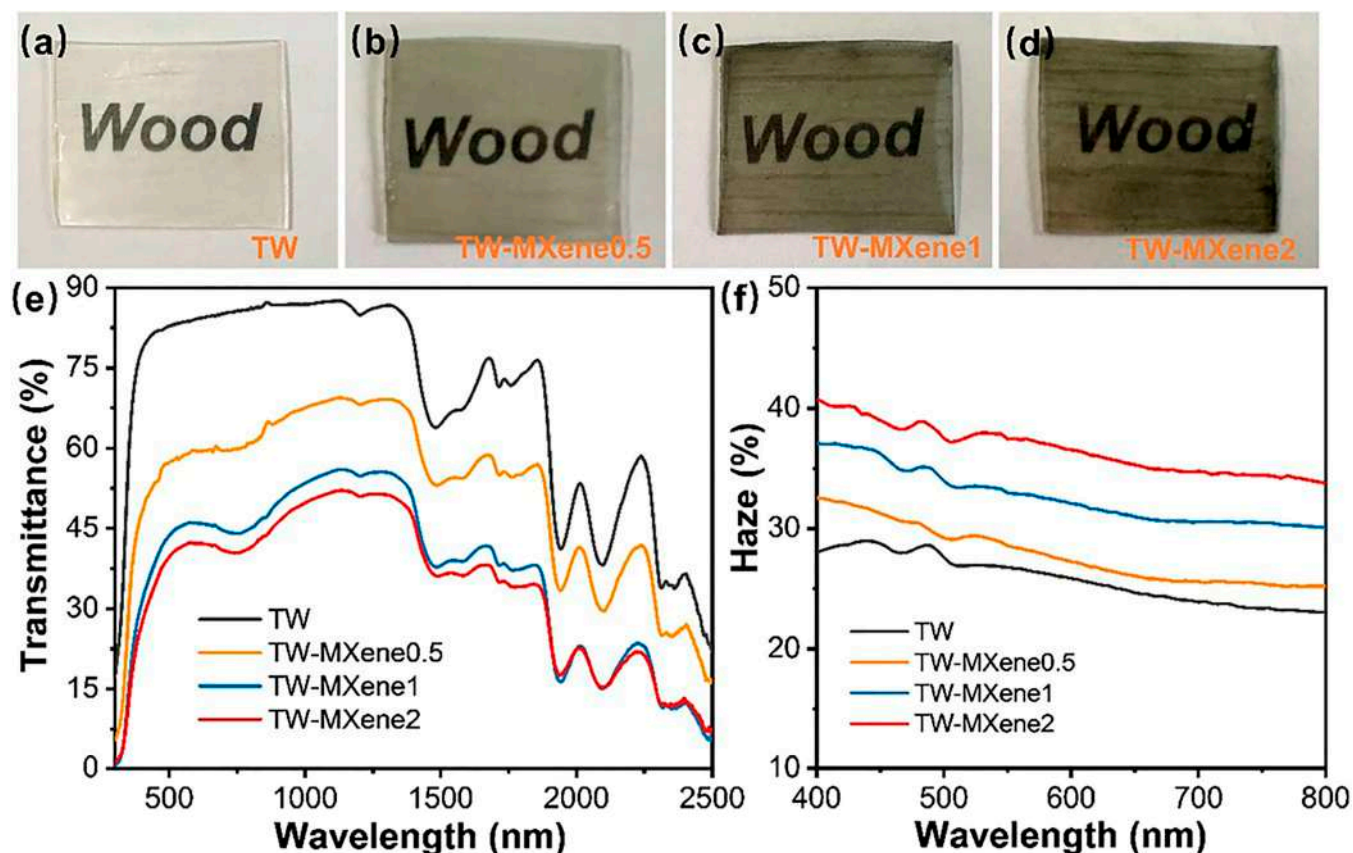 (a)
Wood
TW
(b)
Wood
TW-MXene0.5
(c)
Wood
TW-MXene1
(d)
Wood
TW-MXene2
(e)
Transmittance (%)
90
75
60
45
30
15
0
TW
TW-MXene0.5
TW-MXene1
TW-MXene2
500 1000 1500 2000 2500
Wavelength (nm)
(f)
Haze (%)
50
40
30
20
10
TW
TW-MXene0.5
TW-MXene1
TW-MXene2
400 500 600 700 800
Wavelength (nm)